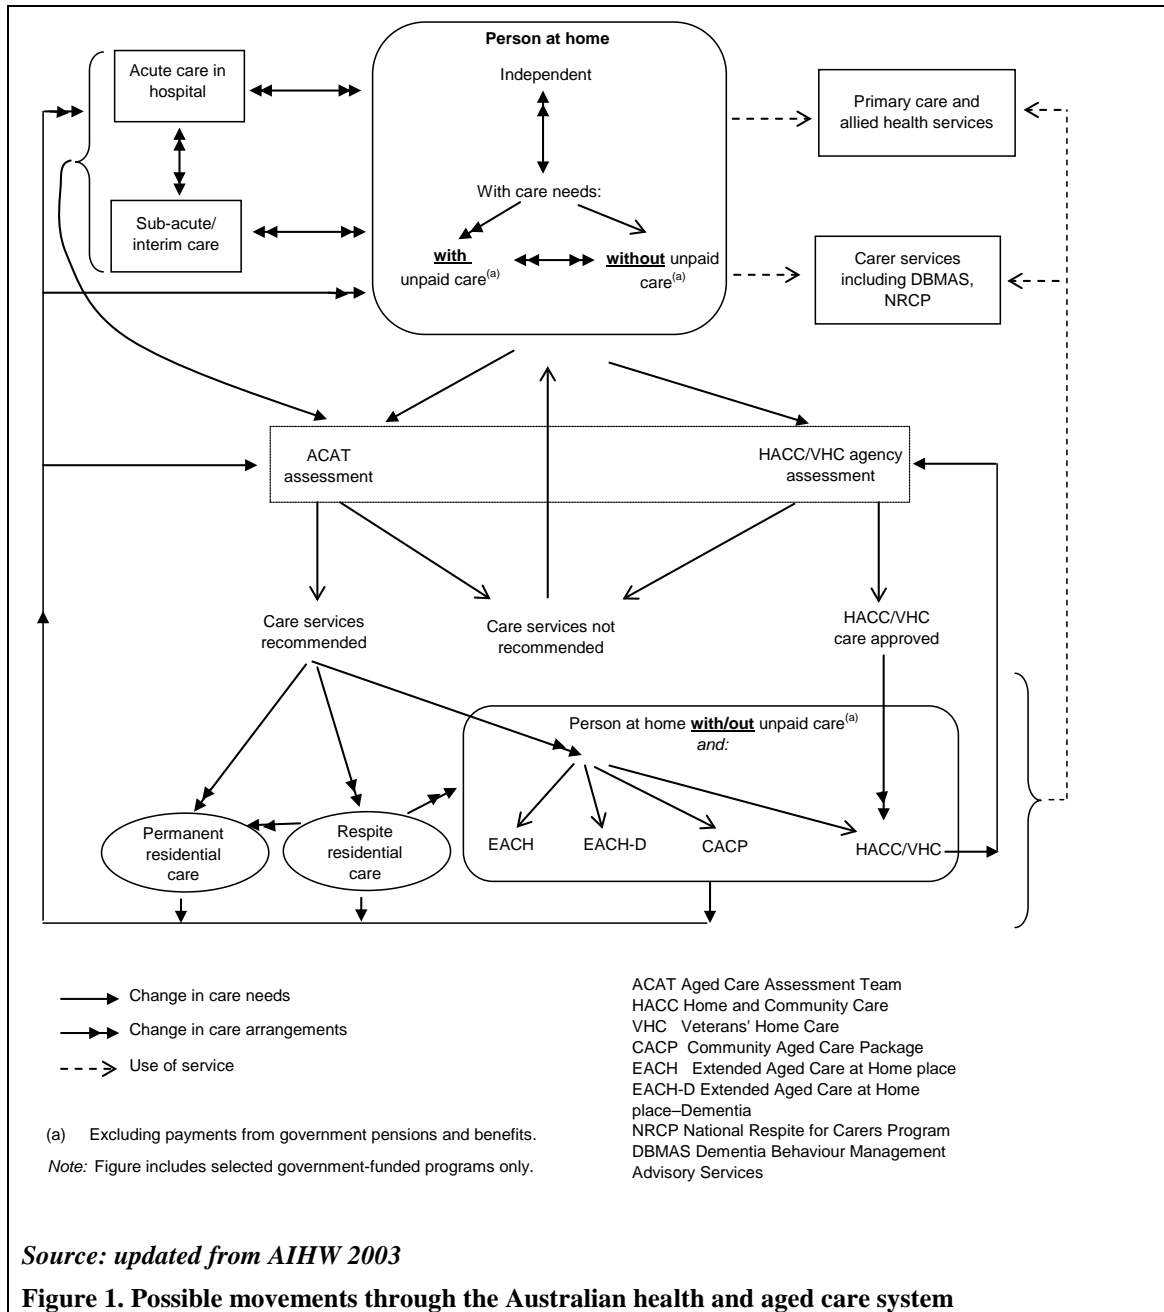 Person at home
Independent
With care needs:
with
unpaid care(a)
without unpaid
care(a)
Acute care in
hospital
Sub-acute/
interim care
Primary care and
allied health services
Carer services
including DBMAS,
NRCP
ACAT
assessment
HACC/VHC agency
assessment
Care services
recommended
Care services not
recommended
HACC/VHC
care approved
Person at home with/out unpaid care(a)
and:
Permanent
residential
care
Respite
residential
care
EACH
EACH-D
CACP
HACC/VHC
Change in care needs
Change in care arrangements
Use of service
(a) Excluding payments from government pensions and benefits.
Note: Figure includes selected government-funded programs only.
ACAT Aged Care Assessment Team
HACC Home and Community Care
VHC Veterans' Home Care
CACP Community Aged Care Package
EACH Extended Aged Care at Home place
EACH-D Extended Aged Care at Home
place–Dementia
NRCP National Respite for Carers Program
DBMAS Dementia Behaviour Management
Advisory Services
Source: updated from AIHW 2003
Figure 1. Possible movements through the Australian health and aged care system